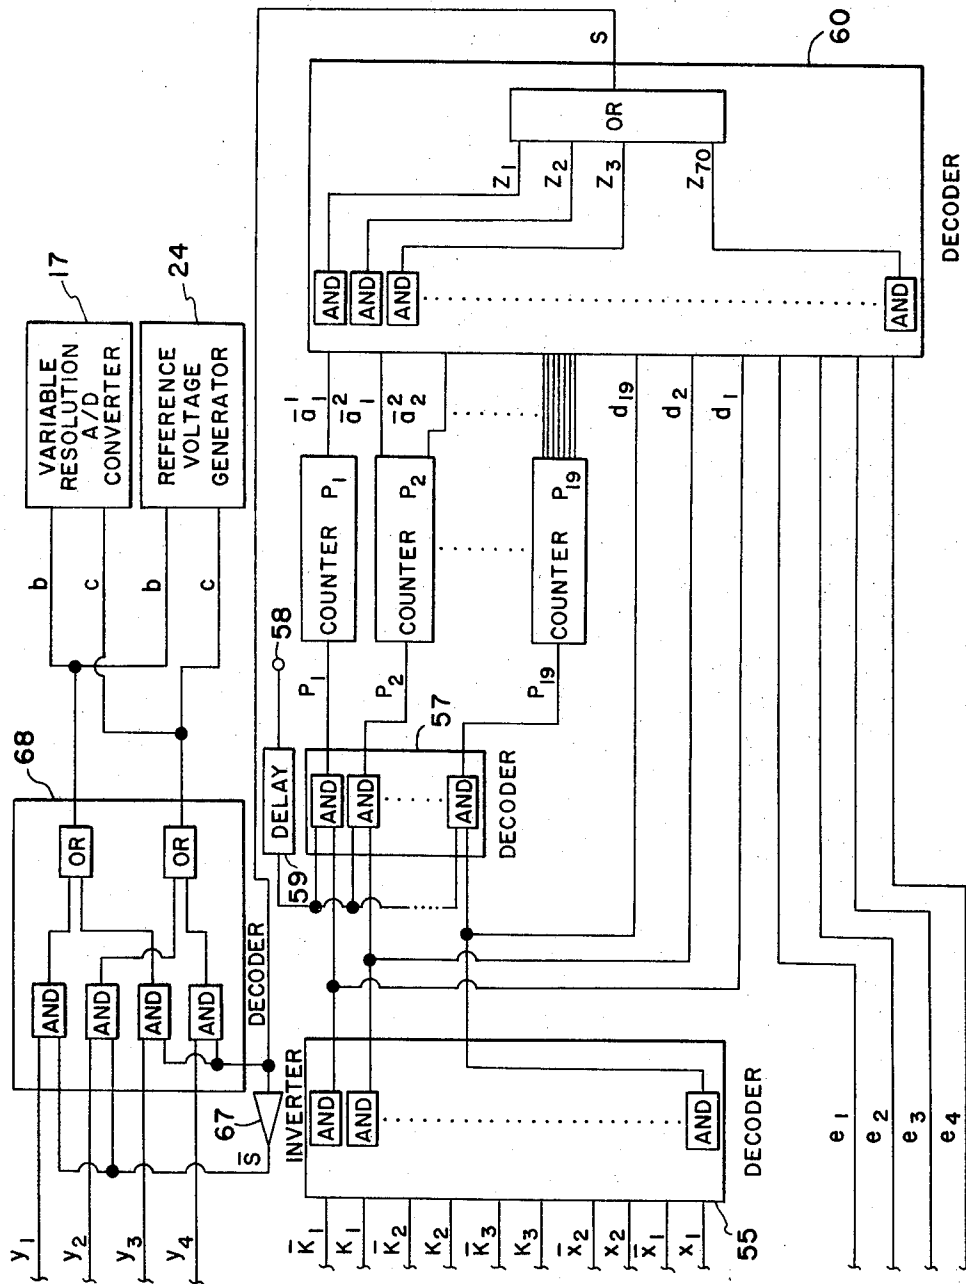 y₁
y₂
y₃
y₄
AND
AND
AND
AND
OR
OR
68
DECODER
b
c
b
c
VARIABLE
RESOLUTION
A/D
CONVERTER
17
REFERENCE
VOLTAGE
GENERATOR
24
S̅
67
INVERTER
K̅₁
K₁
K̅₂
K₂
K̅₃
K₃
x̅₂
x₂
x̅₁
x₁
AND
AND
AND
DECODER
55
DELAY
59
58
AND
AND
AND
57
DECODER
P₁
P₂
P₁₉
COUNTER P₁
COUNTER P₂
COUNTER P₁₉
a̅₁¹
a̅₁²
a̅₂²
d₁₉
d₂
d₁
AND
AND
AND
AND
Z₁
Z₂
Z₃
Z₇₀
OR
S
60
DECODER
e₁
e₂
e₃
e₄